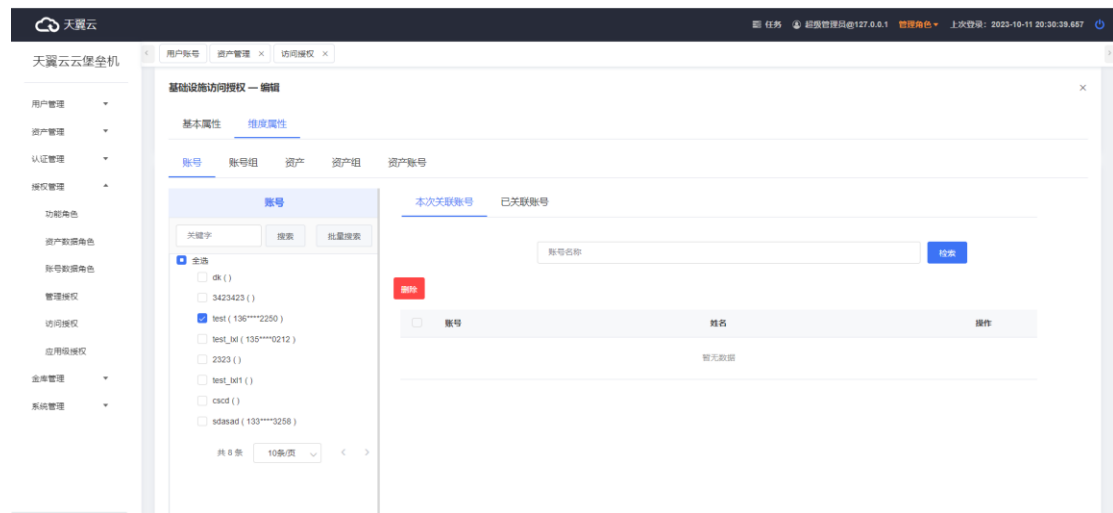 天翼云
任务 超级管理员@127.0.0.1 管理角色 上次登录：2023-10-11 20:30:39.657
天翼云云堡垒机
用户账号 资产管理 × 访问授权 ×
基础设施访问授权 — 编辑 ×
用户管理
资产管理
认证管理
授权管理
功能角色
资产数据角色
账号数据角色
管理授权
访问授权
应用级授权
金库管理
系统管理
基本属性 维度属性
账号 账号组 资产 资产组 资产账号
账号
关键字 搜索 批量搜索
全选
dk ( )
3423423 ( )
test ( 136****2250 )
test_lxl ( 135****0212 )
2323 ( )
test_lxl1 ( )
cscd ( )
sdasad ( 133****3258 )
共 8 条 10条/页 < >
本次关联账号 已关联账号
账号名称 检索
删除
账号 姓名 操作
暂无数据